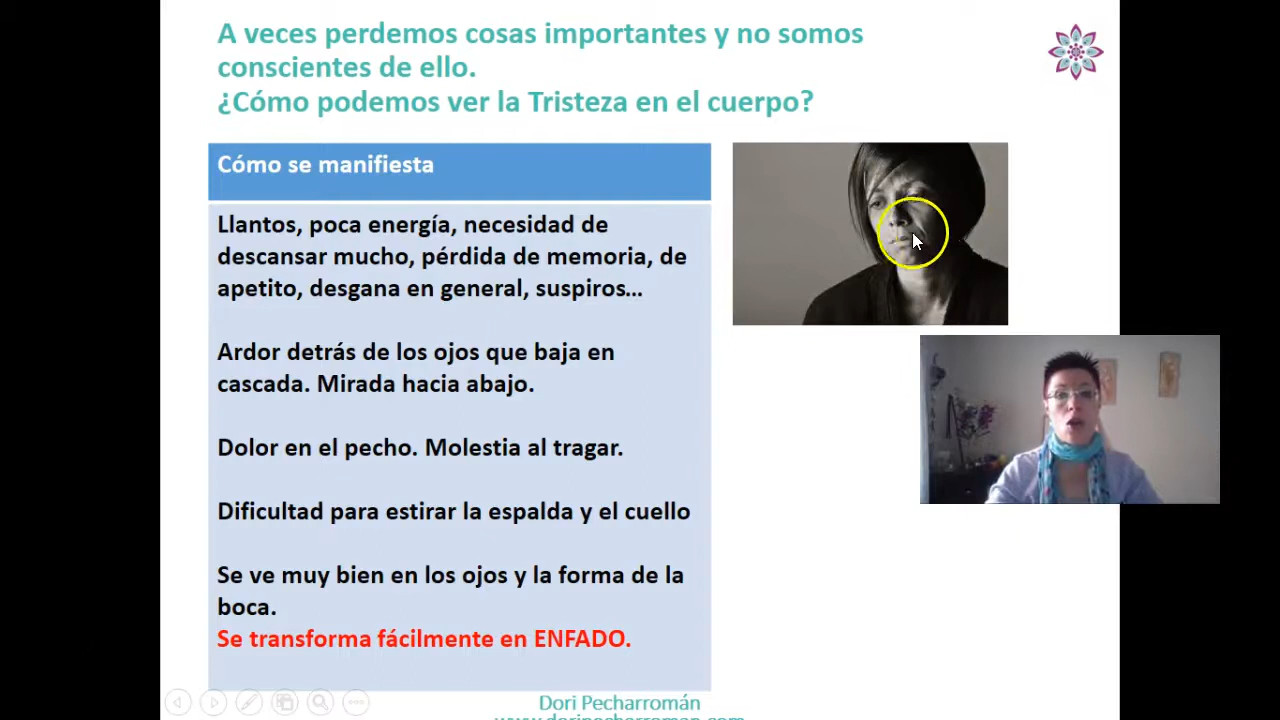 A veces perdemos cosas importantes y no somos
conscientes de ello.
¿Cómo podemos ver la Tristeza en el cuerpo?
Cómo se manifiesta
Llantos, poca energía, necesidad de
descansar mucho, pérdida de memoria, de
apetito, desgana en general, suspiros...
Ardor detrás de los ojos que baja en
cascada. Mirada hacia abajo.
Dolor en el pecho. Molestia al tragar.
Dificultad para estirar la espalda y el cuello
Se ve muy bien en los ojos y la forma de la
boca.
Se transforma fácilmente en ENFADO.
Dori Pecharromán
www.doripecharroman.com